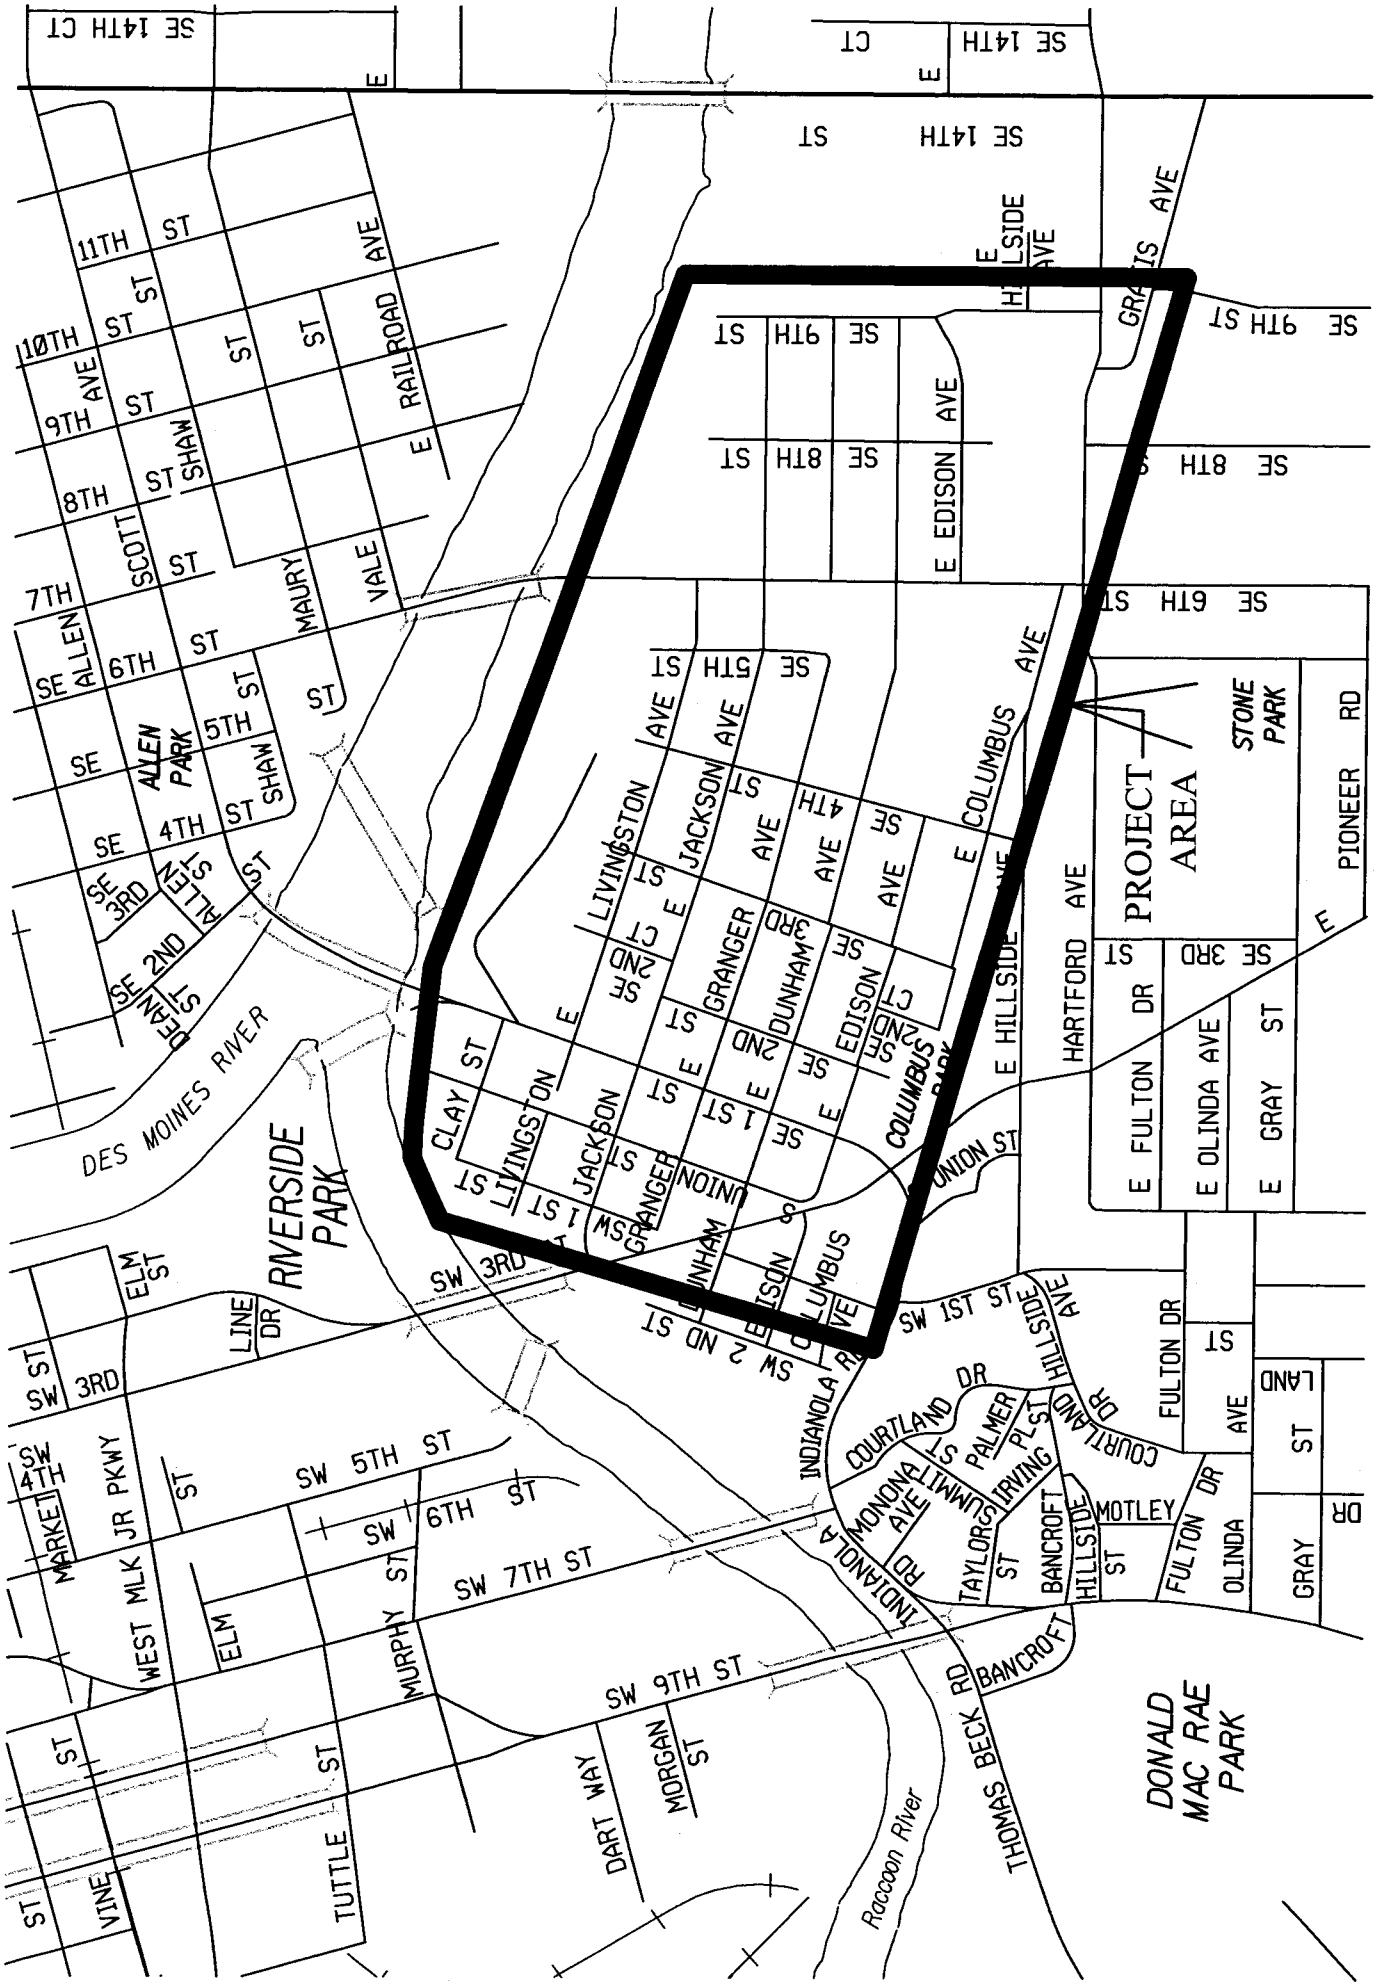 SE 14TH CT
E
CT
E
SE 14TH
ST
SE 14TH
11TH
ST
10TH
ST
ST
9TH
AVE
ST
ST
ST
AVE
8TH
ST
SHAW
E RAILROAD
7TH
SCOTT
ST
MAURY
VALE
SE
ALLEN
6TH
ST
ST
ST
SE
ALLEN
PARK
5TH
SHAW
SE
4TH
ST
SE
3RD
ALLEN
ST
ST
SE 2ND
DEAN
ST
DES MOINES RIVER
RIVERSIDE
PARK
E
HILLSIDE
AVE
GRATIS
AVE
SE 9TH ST
SE 9TH ST
E EDISON AVE
SE 8TH ST
SE 8TH S
SE 6TH ST
SE 5TH ST
AVE
LIVINGSTON
E
AVE
JACKSON
E
AVE
GRANGER
E
AVE
DUNHAM
E
AVE
EDISON
E
AVE
COLUMBUS
E
SE 4TH ST
SE 3RD ST
SE 2ND CT
SE 2ND ST
SE 2ND CT
SE 1 ST ST
COLUMBUS
PARK
E HILLSIDE AVE
HARTFORD AVE
PROJECT
AREA
STONE
PARK
PIONEER RD
E
SE 3RD ST
E FULTON DR
E OLINDA AVE
E GRAY ST
CLAY ST
LIVINGSTON
JACKSON
GRANGER
DUNHAM
EDISON
COLUMBUS
AVE
SW 1 ST ST
S UNION ST
S UNION ST
SW 3RD ST
SW 2 ND ST
INDIANOLA RD
SW 1ST ST
HILLSIDE
AVE
ELM
ST
LINE
DR
ST
SW 3RD
SW
4TH
MARKET
WEST MLK JR PKWY
ST
ELM
SW 5TH ST
SW 6TH ST
MURPHY ST
SW 7TH ST
SW 9TH ST
ST
VINE
ST
TUTTLE ST
DART WAY
MORGAN
ST
Raccoon River
THOMAS BECK RD
INDIANOLA
RD
COURTLAND DR
MONONA
AVE
SUMMIT ST
PALMER
PL
IRVING
ST
TAYLOR
ST
BANCROFT
HILLSIDE
ST
MOTLEY
BANCROFT
COURTLAND
DR
FULTON DR
FULTON DR
OLINDA
AVE
GRAY
ST
ST
LAND
DR
DONALD
MAC RAE
PARK